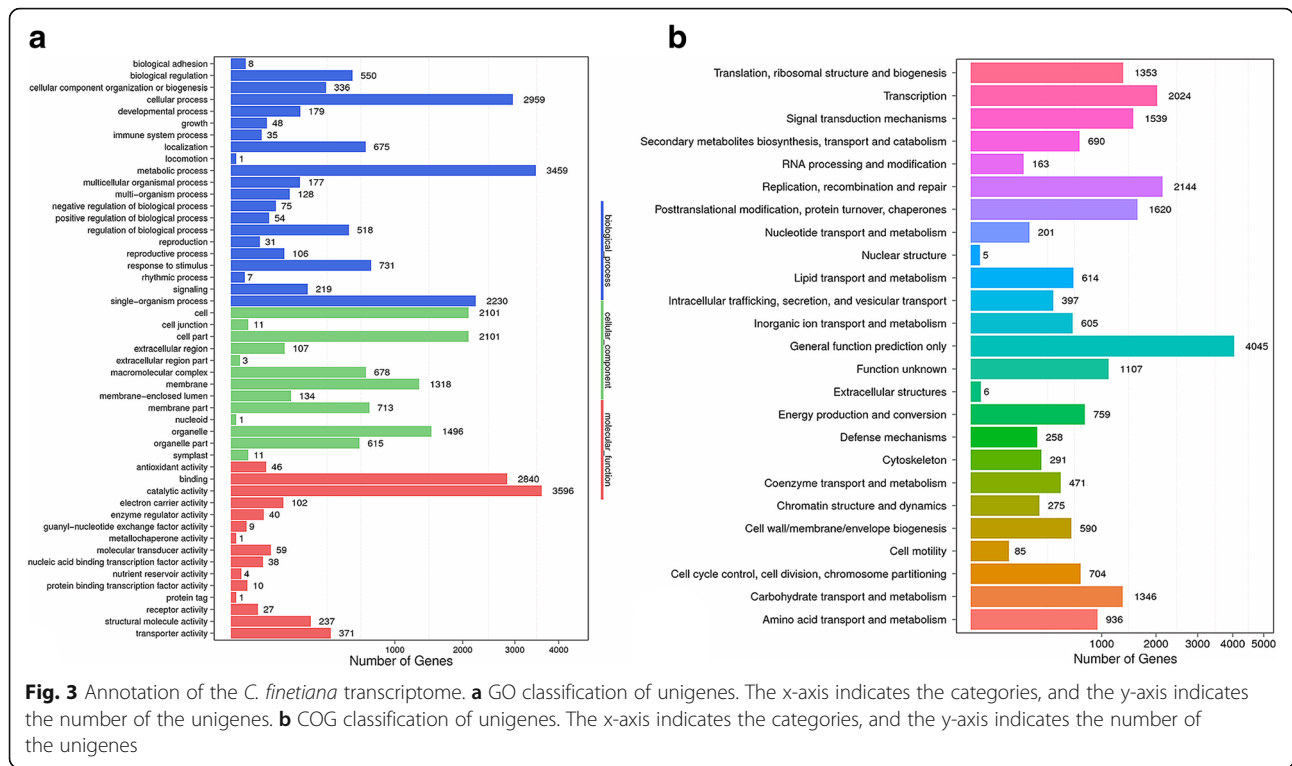 a
biological adhesion 8
biological regulation 550
cellular component organization or biogenesis 336
cellular process 2959
developmental process 179
growth 48
immune system process 35
localization 675
locomotion 1
metabolic process 3459
multicellular organismal process 177
multi-organism process 128
negative regulation of biological process 75
positive regulation of biological process 54
regulation of biological process 518
reproduction 31
reproductive process 106
response to stimulus 731
rhythmic process 7
signaling 219
single-organism process 2230
cell 2101
cell junction 11
cell part 2101
extracellular region 107
extracellular region part 3
macromolecular complex 678
membrane 1318
membrane-enclosed lumen 134
membrane part 713
nucleoid 1
organelle 1496
organelle part 615
symplast 11
antioxidant activity 46
binding 2840
catalytic activity 3596
electron carrier activity 102
enzyme regulator activity 40
guanyl-nucleotide exchange factor activity 9
metallochaperone activity 1
molecular transducer activity 59
nucleic acid binding transcription factor activity 38
nutrient reservoir activity 4
protein binding transcription factor activity 10
protein tag 1
receptor activity 27
structural molecule activity 237
transporter activity 371
biological_process
cellular_component
molecular_function
1000 2000 3000 4000
Number of Genes
b
Translation, ribosomal structure and biogenesis 1353
Transcription 2024
Signal transduction mechanisms 1539
Secondary metabolites biosynthesis, transport and catabolism 690
RNA processing and modification 163
Replication, recombination and repair 2144
Posttranslational modification, protein turnover, chaperones 1620
Nucleotide transport and metabolism 201
Nuclear structure 5
Lipid transport and metabolism 614
Intracellular trafficking, secretion, and vesicular transport 397
Inorganic ion transport and metabolism 605
General function prediction only 4045
Function unknown 1107
Extracellular structures 6
Energy production and conversion 759
Defense mechanisms 258
Cytoskeleton 291
Coenzyme transport and metabolism 471
Chromatin structure and dynamics 275
Cell wall/membrane/envelope biogenesis 590
Cell motility 85
Cell cycle control, cell division, chromosome partitioning 704
Carbohydrate transport and metabolism 1346
Amino acid transport and metabolism 936
1000 2000 3000 4000 5000
Number of Genes
Fig. 3 Annotation of the C. finetiana transcriptome. a GO classification of unigenes. The x-axis indicates the categories, and the y-axis indicates
the number of the unigenes. b COG classification of unigenes. The x-axis indicates the categories, and the y-axis indicates the number of
the unigenes